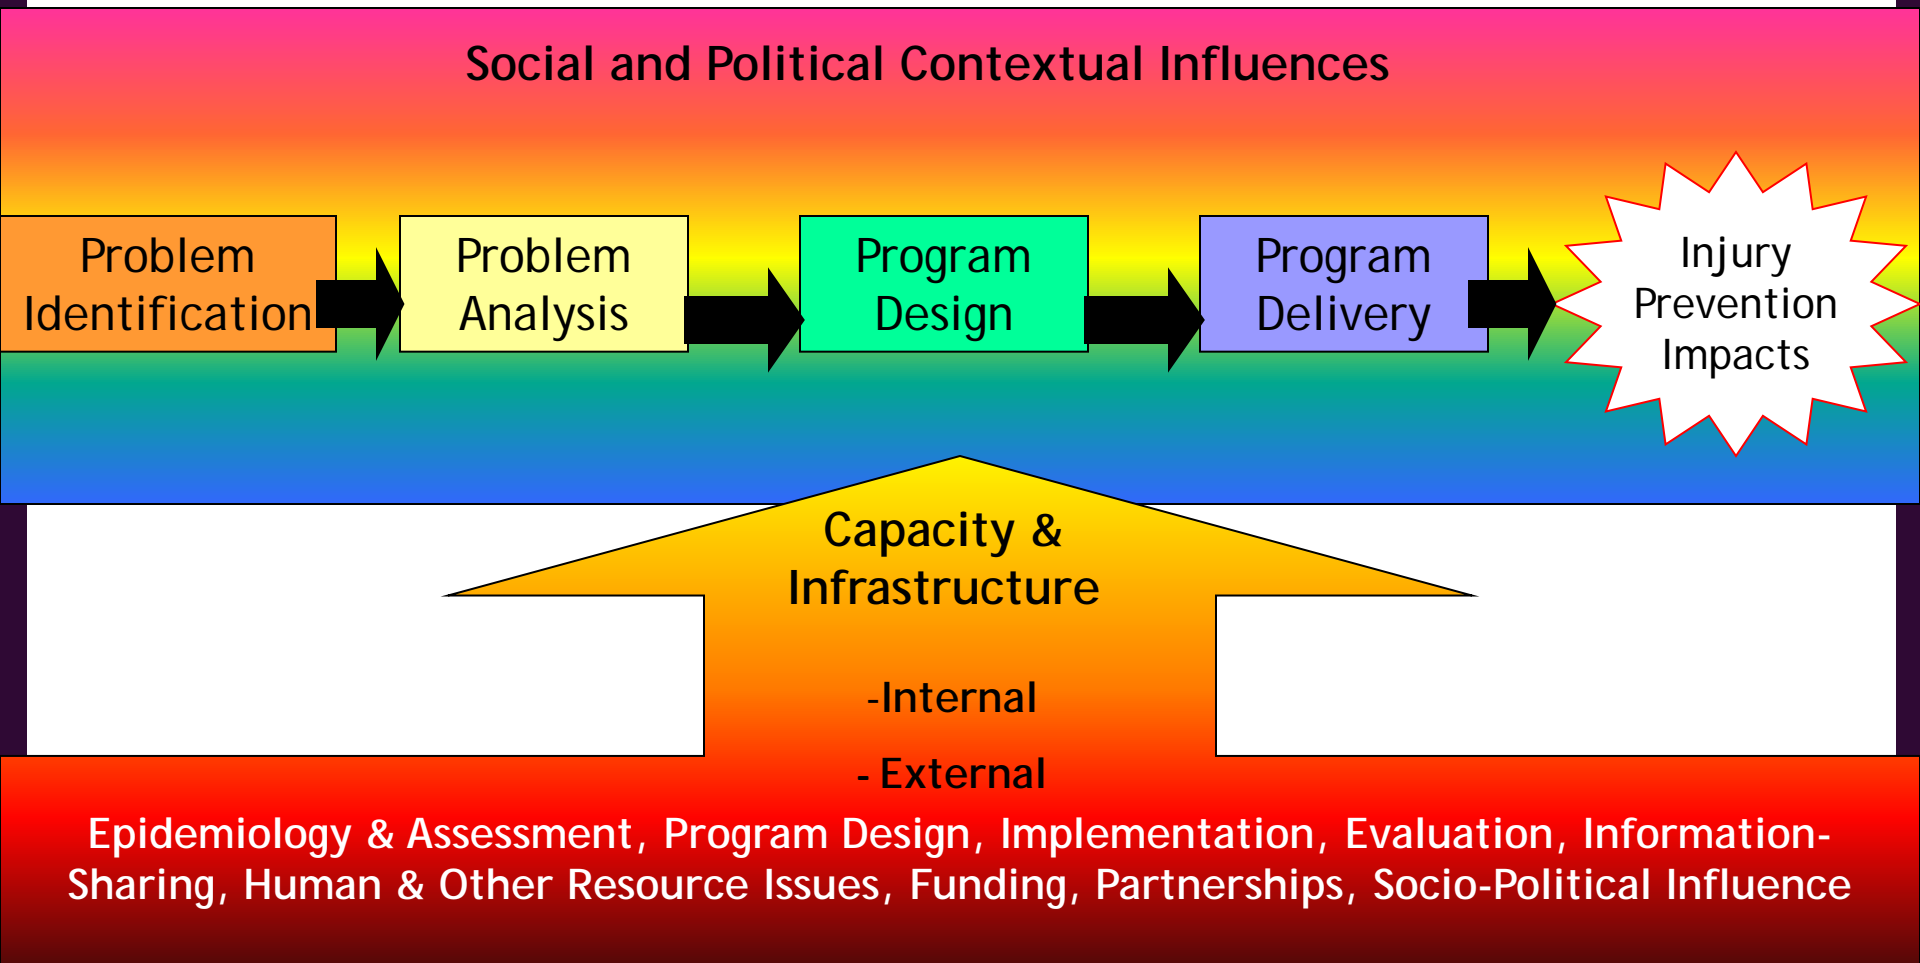 Social and Political Contextual Influences
Problem
Identification
Problem
Analysis
Program
Design
Program
Delivery
Injury
Prevention
Impacts
Capacity &
Infrastructure
-Internal
- External
Epidemiology & Assessment, Program Design, Implementation, Evaluation, Information-
Sharing, Human & Other Resource Issues, Funding, Partnerships, Socio-Political Influence